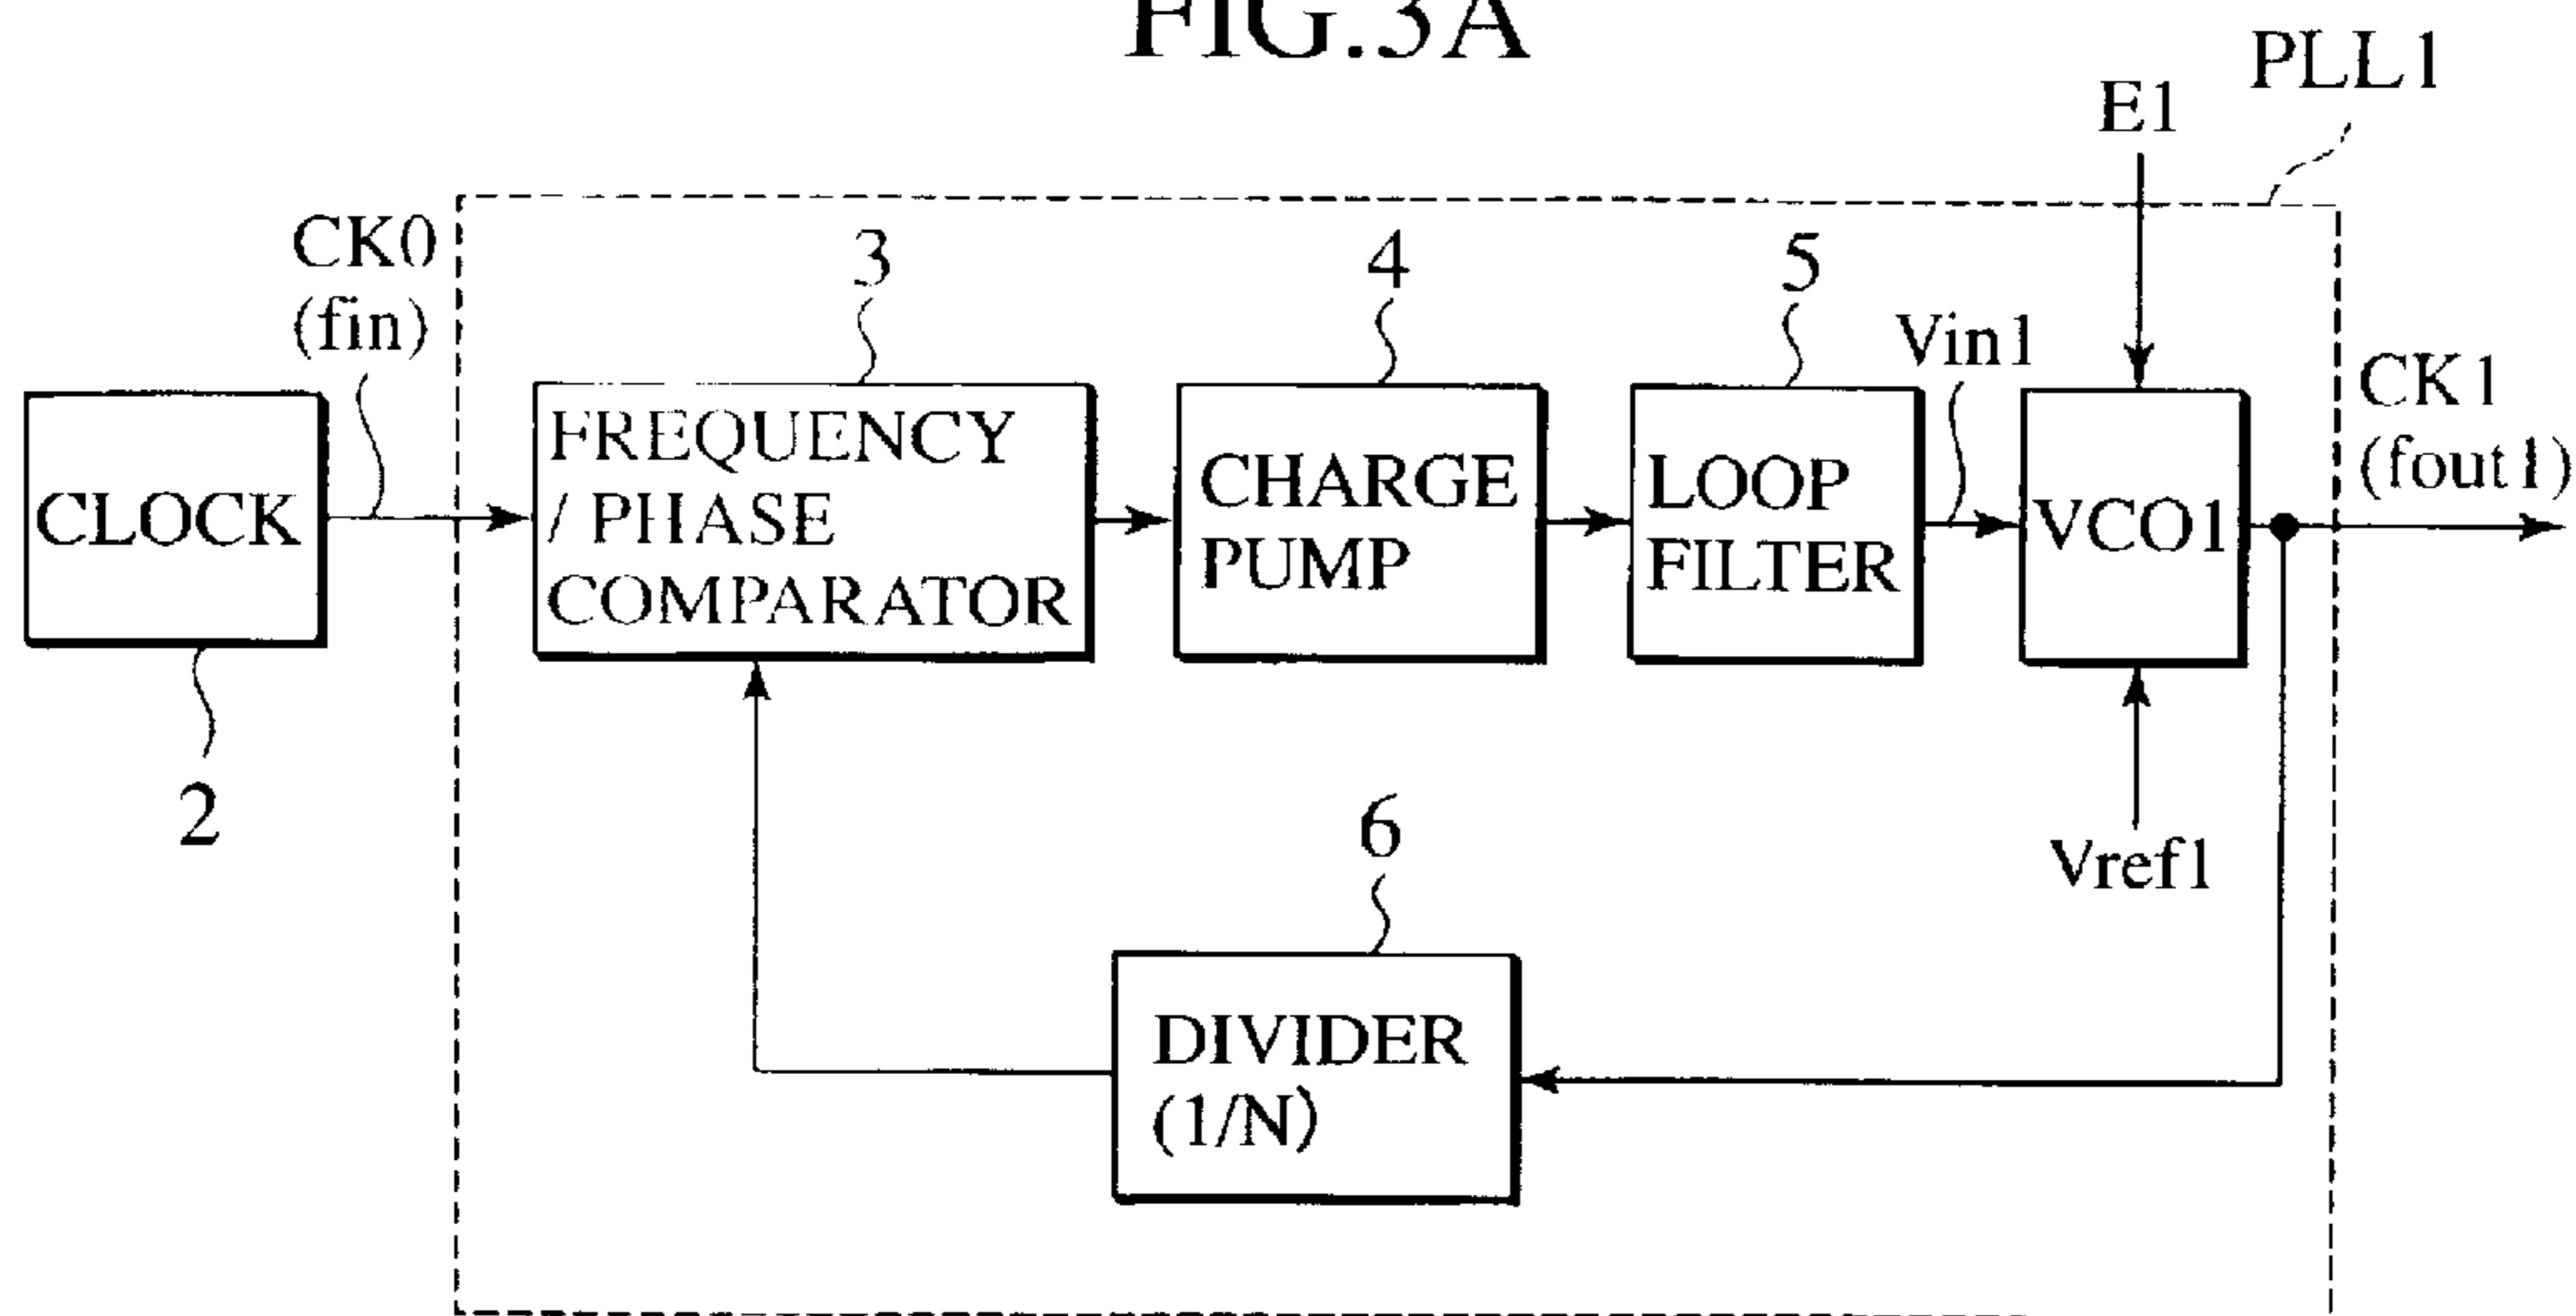 FIG.3A
PLL1
E1
CK0
(fin)
3
4
5
Vin1
CK1
(fout1)
CLOCK
FREQUENCY
/ PHASE
COMPARATOR
CHARGE
PUMP
LOOP
FILTER
VCO1
2
6
Vref1
DIVIDER
(1/N)